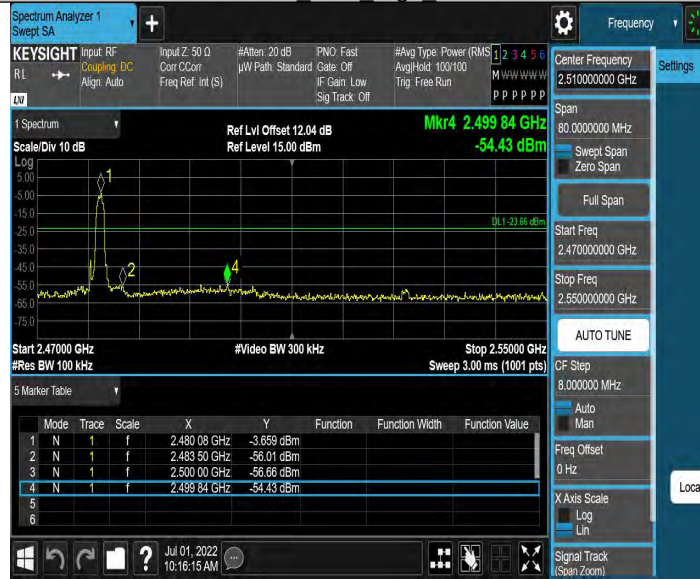 Spectrum Analyzer 1
Swept SA
+
Frequency
KEYSIGHT
RL
LXI
Input: RF
Coupling: DC
Align: Auto
Input Z: 50 Ω
Corr CCorr
Freq Ref: Int (S)
#Atten: 20 dB
µW Path: Standard
PNO: Fast
Gate: Off
IF Gain: Low
Sig Track: Off
#Avg Type: Power (RMS
Avg|Hold: 100/100
Trig: Free Run
1 2 3 4 5 6
M W W W W W
P P P P P P
1 Spectrum
Scale/Div 10 dB
Ref Lvl Offset 12.04 dB
Ref Level 15.00 dBm
Mkr4 2.499 84 GHz
-54.43 dBm
Log
5.00
-5.00
-15.0
-25.0
-35.0
-45.0
-55.0
-65.0
-75.0
1
2
4
DL1 -23.66 dBm
Start 2.47000 GHz
#Res BW 100 kHz
#Video BW 300 kHz
Stop 2.55000 GHz
Sweep 3.00 ms (1001 pts)
5 Marker Table
Mode Trace Scale X Y Function Function Width Function Value
1 N 1 f 2.480 08 GHz -3.659 dBm
2 N 1 f 2.483 50 GHz -56.01 dBm
3 N 1 f 2.500 00 GHz -56.66 dBm
4 N 1 f 2.499 84 GHz -54.43 dBm
5
6
?
Jul 01, 2022
10:16:15 AM
Center Frequency
2.510000000 GHz
Span
80.0000000 MHz
Swept Span
Zero Span
Full Span
Start Freq
2.470000000 GHz
Stop Freq
2.550000000 GHz
AUTO TUNE
CF Step
8.000000 MHz
Auto
Man
Freq Offset
0 Hz
X Axis Scale
Log
Lin
Signal Track
(Span Zoom)
Settings
Loca